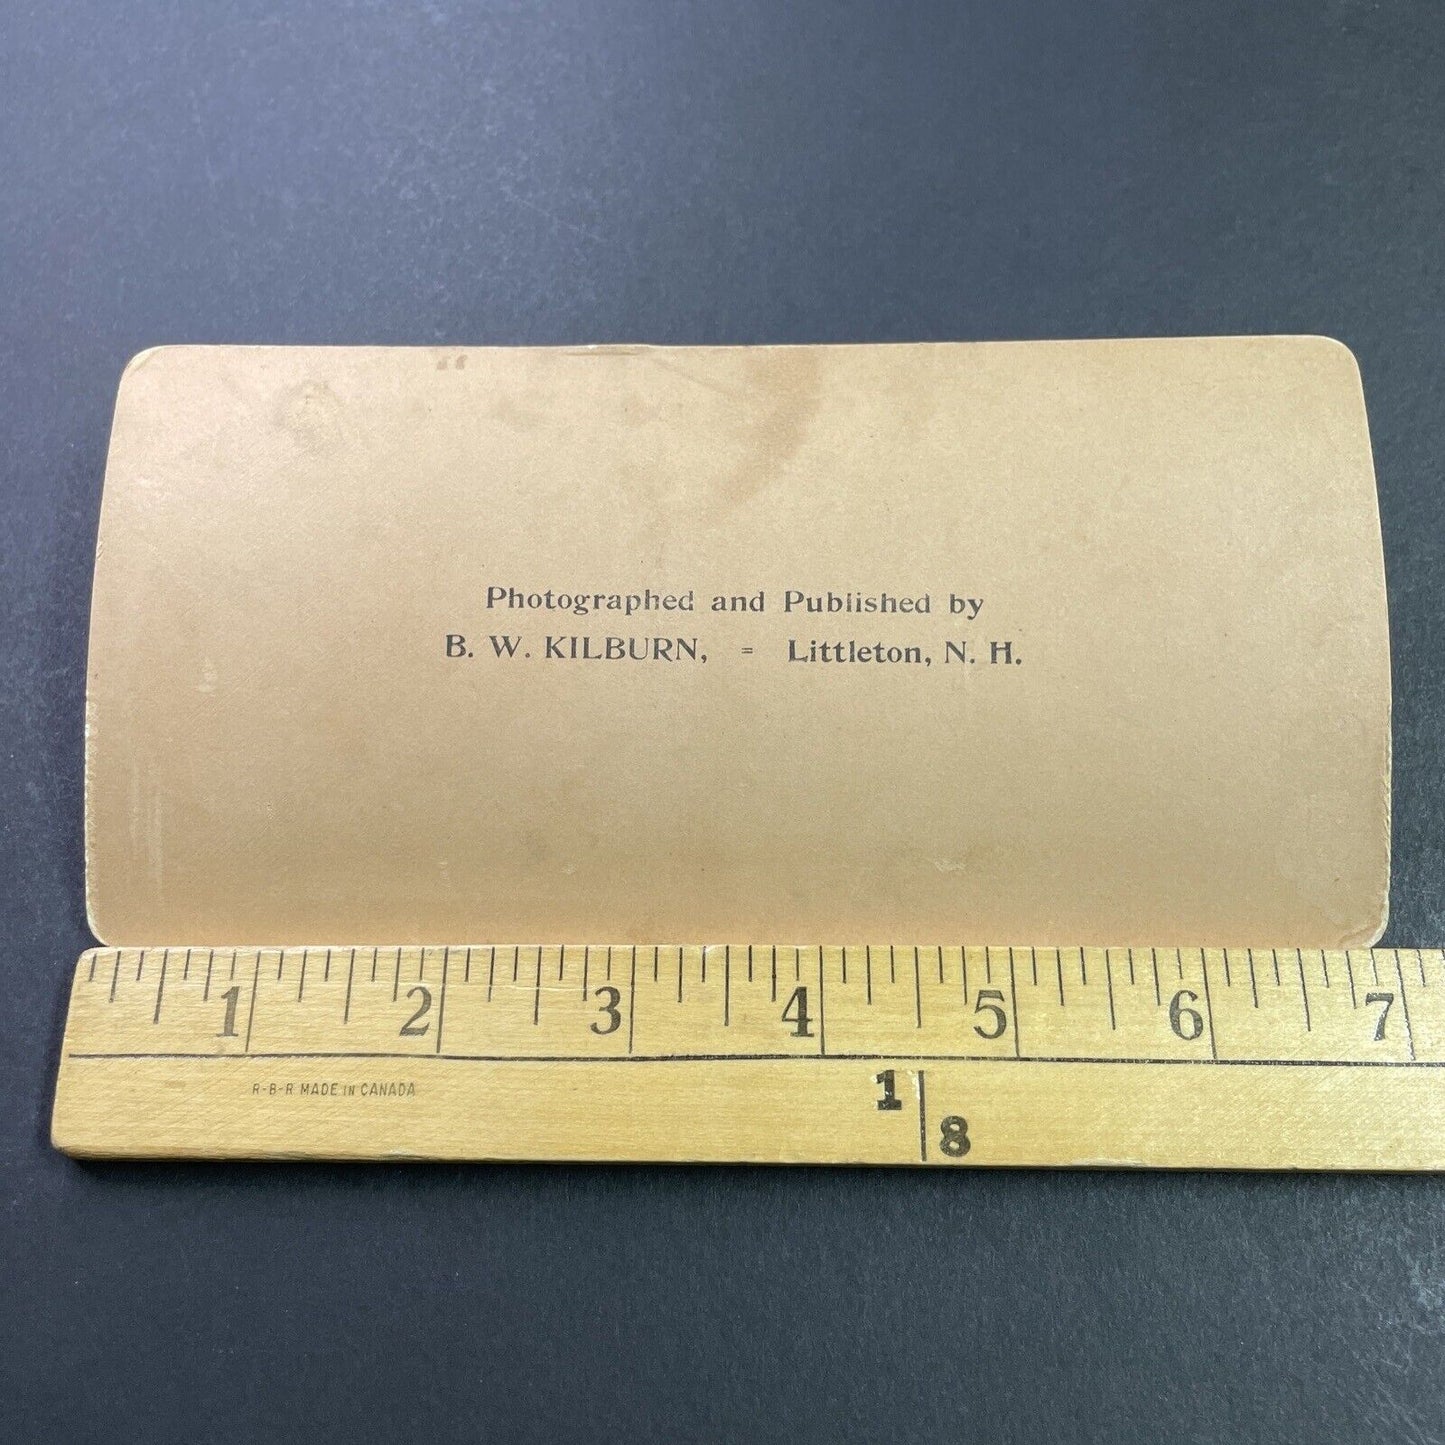 Photographed and Published by
B. W. KILBURN, = Littleton, N. H.
1 2 3 4 5 6 7
R-B-R MADE IN CANADA
1
8